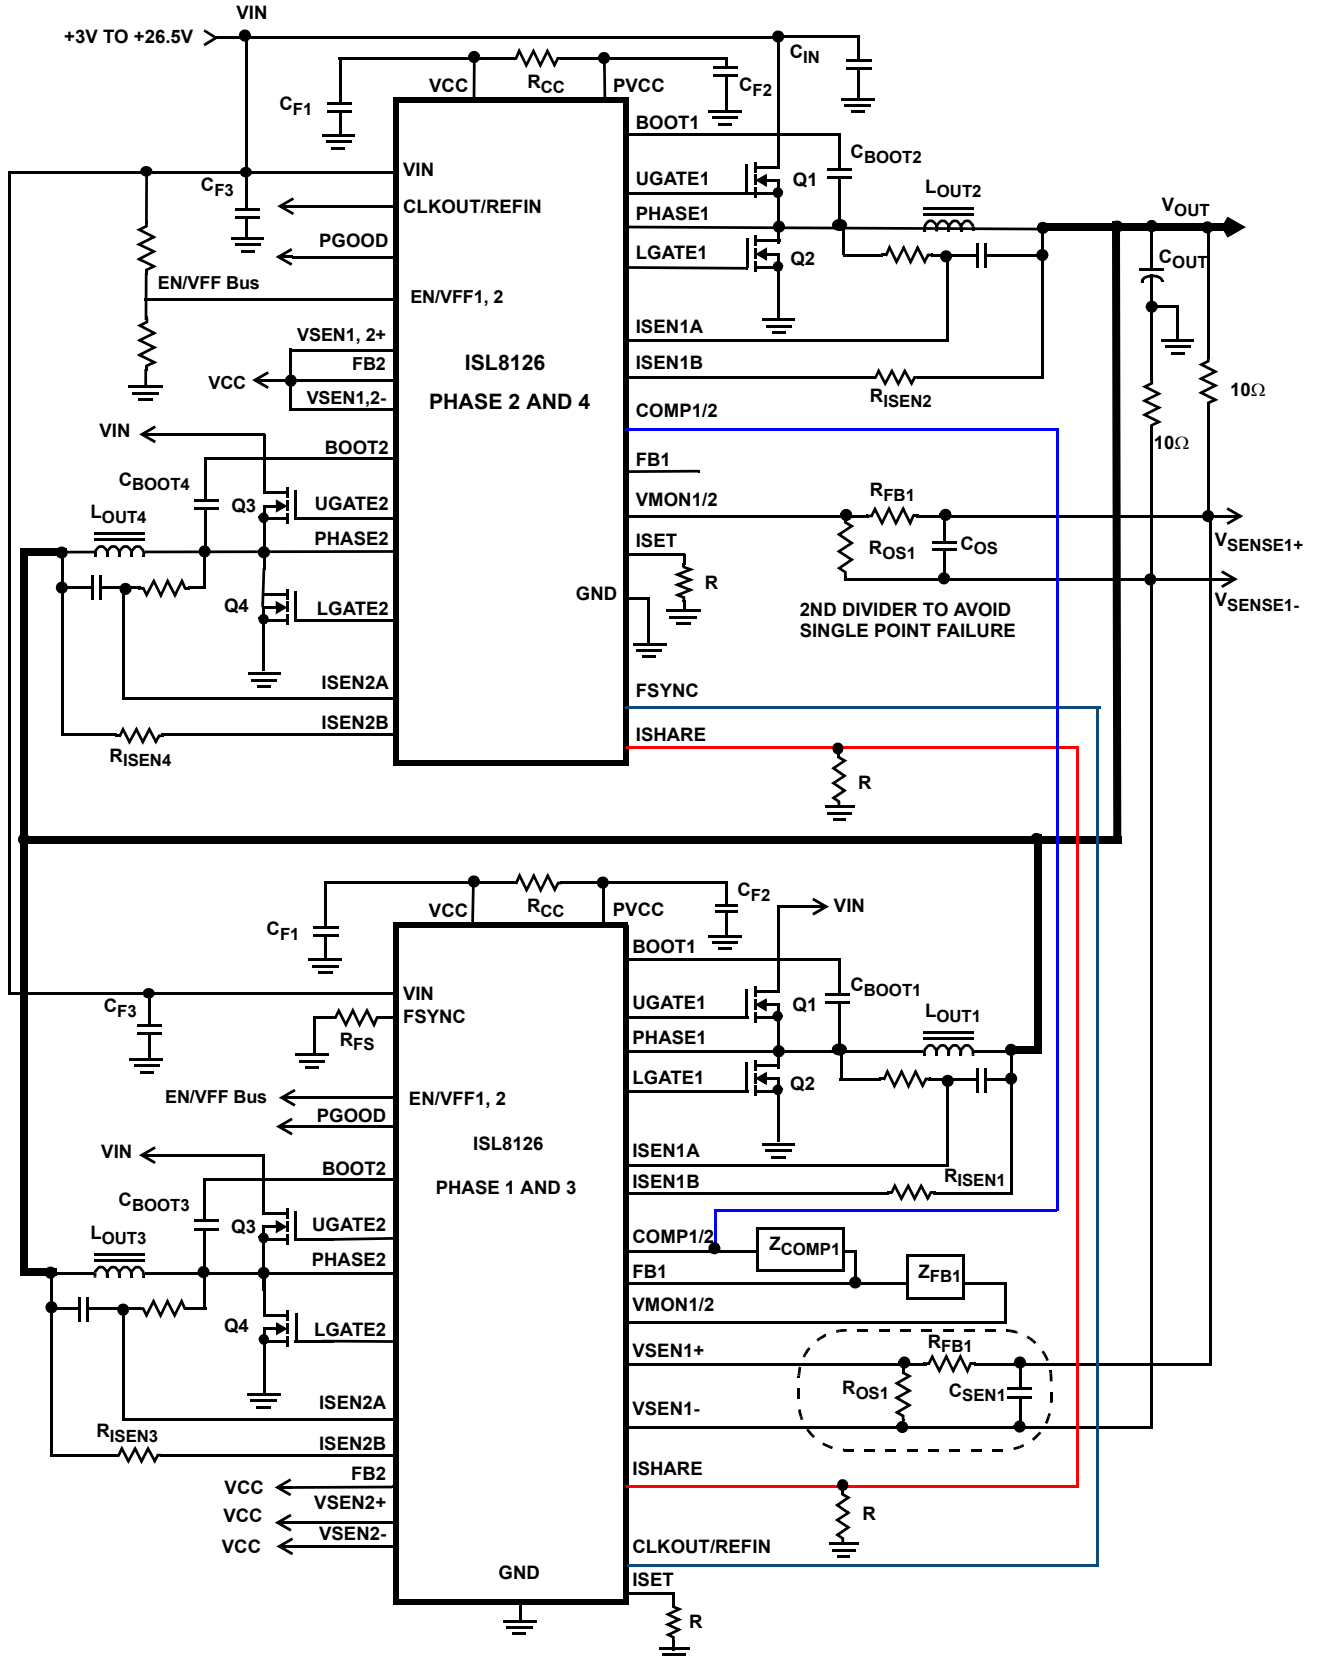 VIN
+3V TO +26.5V
CIN
VCC
RCC
PVCC
CF1
CF2
BOOT1
CBOOT2
VIN
UGATE1
Q1
CF3
CLKOUT/REFIN
PHASE1
LOUT2
VOUT
PGOOD
LGATE1
Q2
COUT
EN/VFF Bus
EN/VFF1, 2
VSEN1, 2+
ISEN1A
FB2
ISL8126
ISEN1B
VCC
VSEN1,2-
PHASE 2 AND 4
RISEN2
10Ω
COMP1/2
VIN
10Ω
BOOT2
FB1
CBOOT4
Q3
UGATE2
VMON1/2
RFB1
LOUT4
PHASE2
ISET
ROS1
COS
VSENSE1+
R
GND
Q4
LGATE2
VSENSE1-
2ND DIVIDER TO AVOID
SINGLE POINT FAILURE
ISEN2A
FSYNC
ISEN2B
ISHARE
RISEN4
R
VCC
RCC
PVCC
CF2
CF1
VIN
BOOT1
VIN
CBOOT1
CF3
FSYNC
UGATE1
Q1
LOUT1
RFS
PHASE1
LGATE1
Q2
EN/VFF Bus
EN/VFF1, 2
PGOOD
VIN
ISL8126
ISEN1A
BOOT2
PHASE 1 AND 3
ISEN1B
RISEN1
CBOOT3
Q3
UGATE2
LOUT3
PHASE2
COMP1/2
ZCOMP1
FB1
ZFB1
VMON1/2
Q4
LGATE2
VSEN1+
RFB1
ROS1
CSEN1
ISEN2A
VSEN1-
RISEN3
ISEN2B
FB2
ISHARE
VCC
VSEN2+
VCC
R
VSEN2-
VCC
CLKOUT/REFIN
GND
ISET
R